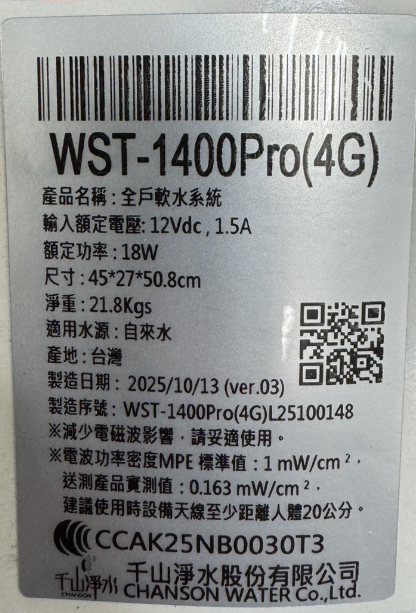 WST-1400Pro(4G)
產品名稱：全戶軟水系統
輸入額定電壓: 12Vdc , 1.5A
額定功率：18W
尺寸：45*27*50.8cm
淨重：21.8Kgs
適用水源：自來水
產地：台灣
製造日期：2025/10/13 (ver.03)
製造序號：WST-1400Pro(4G)L25100148
※減少電磁波影響，請妥適使用。
※電波功率密度MPE 標準值：1 mW/cm²，
送測產品實測值：0.163 mW/cm²，
建議使用時設備天線至少距離人體20公分。
CCAK25NB0030T3
千山淨水 千山淨水股份有限公司
CHANSON CHANSON WATER Co.,Ltd.